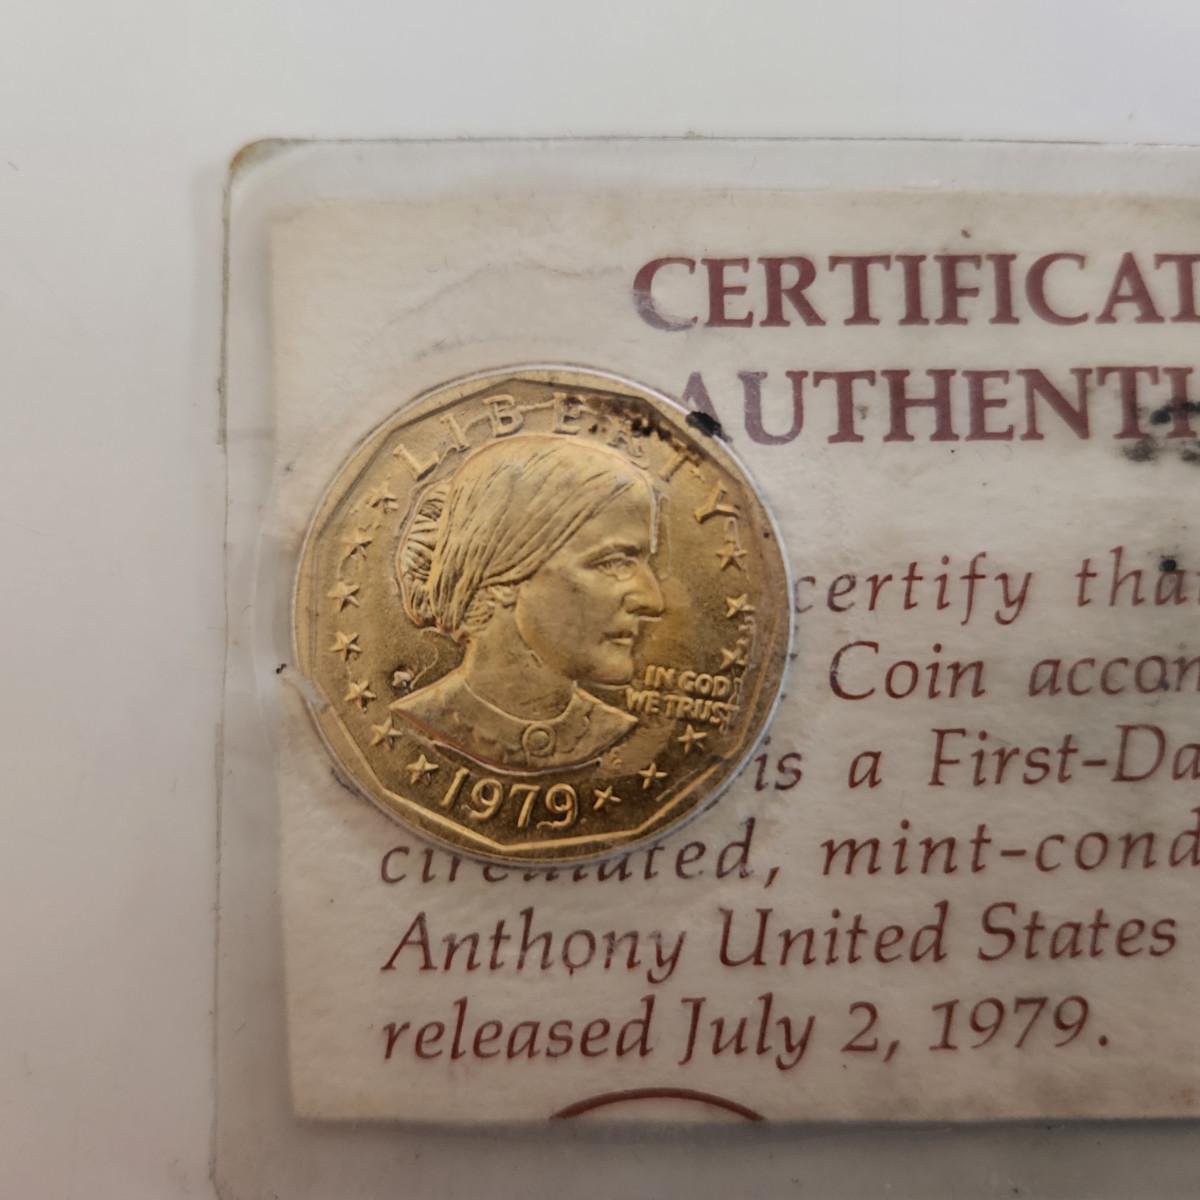 CERTIFICAT
AUTHENTI
certify tha
Coin accom
is a First-Da
circulated, mint-cond
Anthony United States
released July 2, 1979.
LIBERTY
IN GOD
WE TRUST
1979